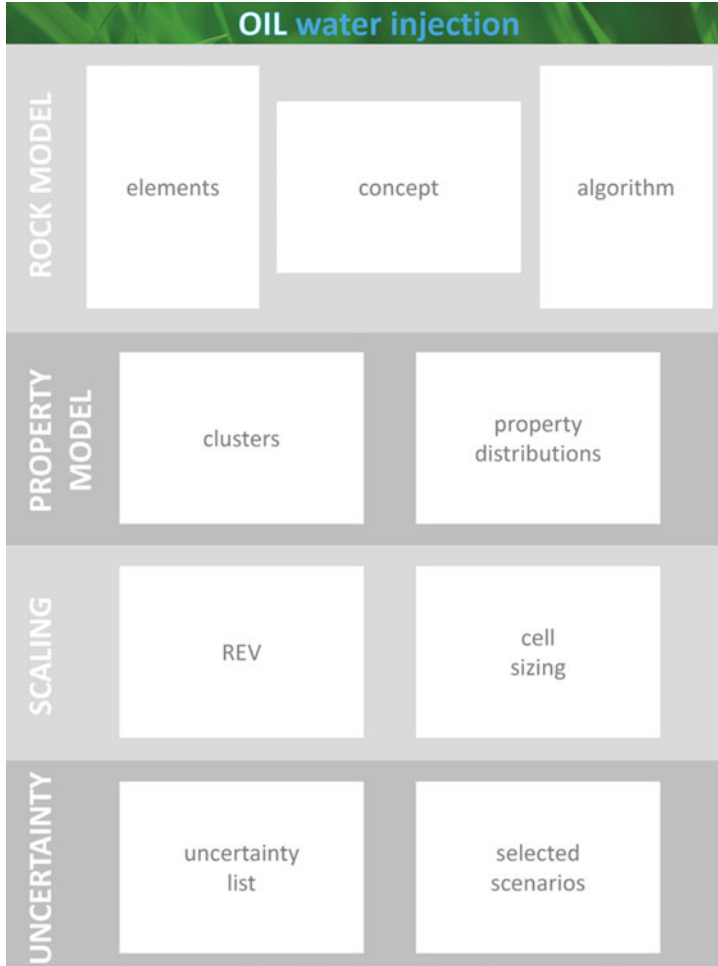 OIL water injection
ROCK MODEL
elements
concept
algorithm
PROPERTY
MODEL
clusters
property
distributions
SCALING
REV
cell
sizing
UNCERTAINTY
uncertainty
list
selected
scenarios